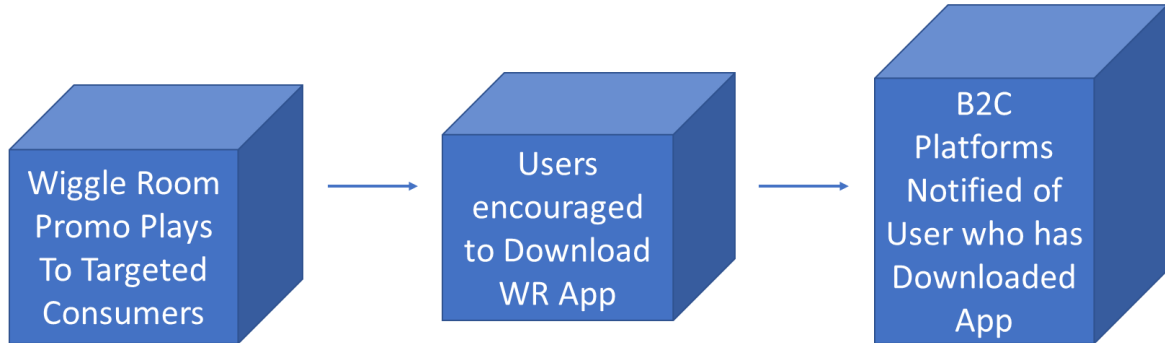 Wiggle Room
Promo Plays
To Targeted
Consumers
Users
encouraged
to Download
WR App
B2C
Platforms
Notified of
User who has
Downloaded
App